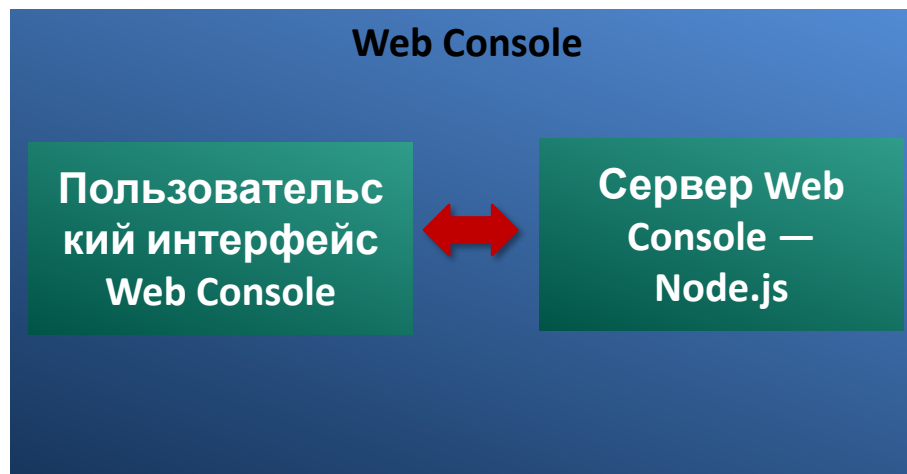 Web Console
Пользовательс
кий интерфейс
Web Console
Сервер Web
Console —
Node.js